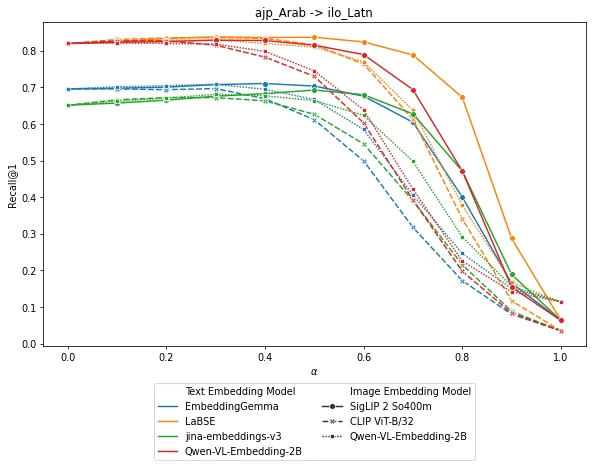 ajp_Arab -> ilo_Latn
Recall@1
0.8
0.7
0.6
0.5
0.4
0.3
0.2
0.1
0.0
0.0 0.2 0.4 0.6 0.8 1.0
α
Text Embedding Model Image Embedding Model
EmbeddingGemma SigLIP 2 So400m
LaBSE CLIP ViT-B/32
jina-embeddings-v3 Qwen-VL-Embedding-2B
Qwen-VL-Embedding-2B